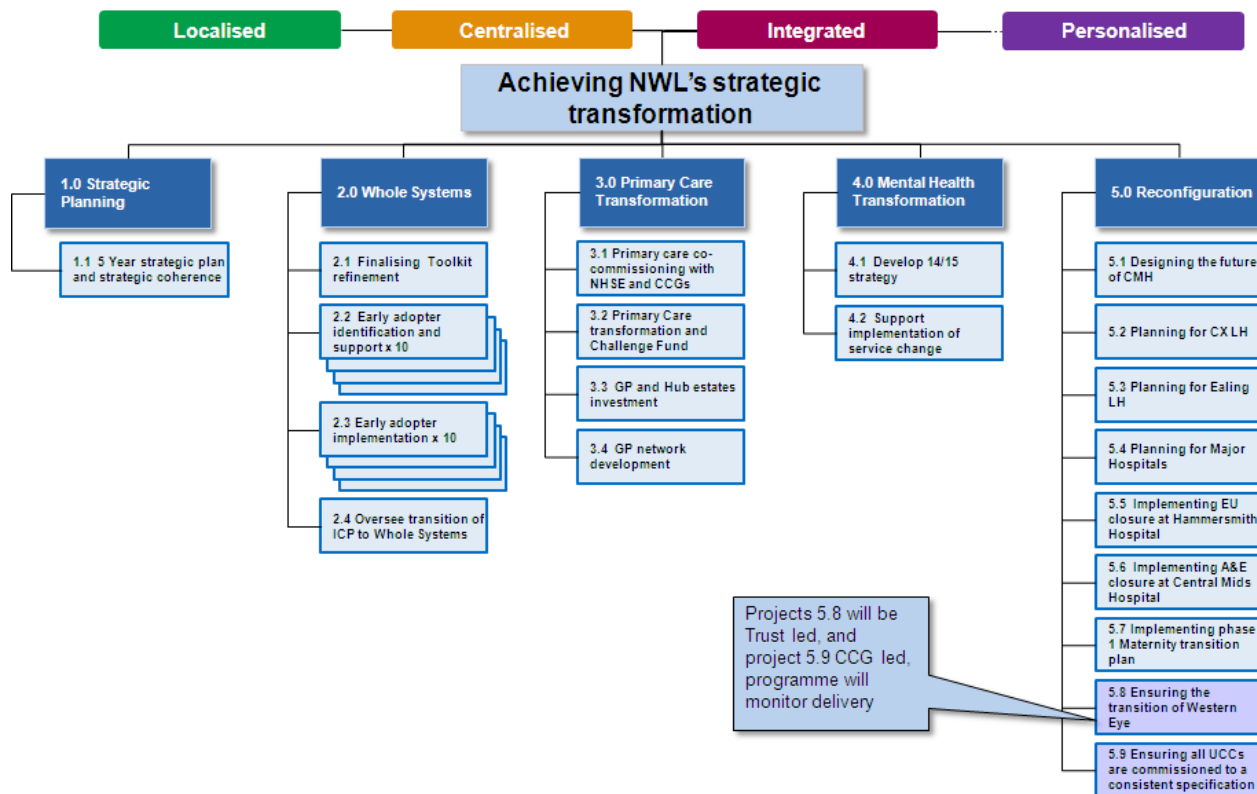 Localised
Centralised
Integrated
Personalised
Achieving NWL's strategic
transformation
1.0 Strategic
Planning
1.1 5 Year strategic plan
and strategic coherence
2.0 Whole Systems
2.1 Finalising Toolkit
refinement
2.2 Early adopter
identification and
support x 10
2.3 Early adopter
implementation x 10
2.4 Oversee transition of
ICP to Whole Systems
3.0 Primary Care
Transformation
3.1 Primary care co-
commissioning with
NHSE and CCGs
3.2 Primary Care
transformation and
Challenge Fund
3.3 GP and Hub estates
investment
3.4 GP network
development
4.0 Mental Health
Transformation
4.1 Develop 14/15
strategy
4.2 Support
implementation of
service change
5.0 Reconfiguration
5.1 Designing the future
of CMH
5.2 Planning for CX LH
5.3 Planning for Ealing
LH
5.4 Planning for Major
Hospitals
5.5 Implementing EU
closure at Hammersmith
Hospital
5.6 Implementing A&E
closure at Central Mids
Hospital
5.7 Implementing phase
1 Maternity transition
plan
5.8 Ensuring the
transition of Western
Eye
5.9 Ensuring all UCCs
are commissioned to a
consistent specification
Projects 5.8 will be
Trust led, and
project 5.9 CCG led,
programme will
monitor delivery